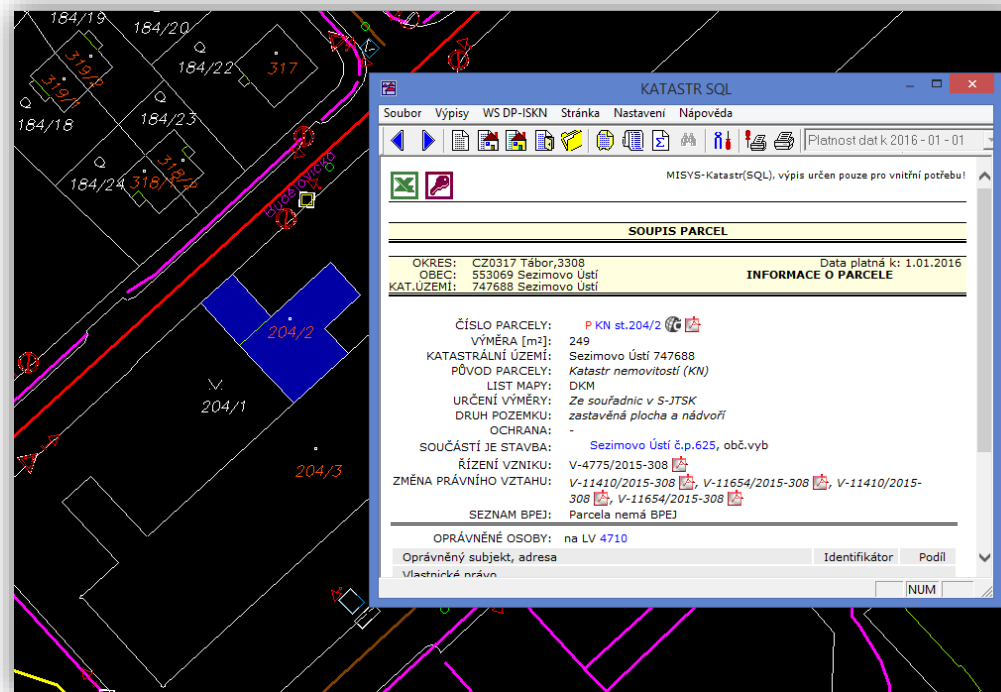 184/19
184/20
184/22
317
319/2
319/1
184/18
184/23
184/24
318/1
318/2
Budějovická
204/2
204/1
204/3
KATASTR SQL
Soubor Výpisy WS DP-ISKN Stránka Nastavení Nápověda
Platnost dat k 2016 - 01 - 01
MISYS-Katastr(SQL), výpis určen pouze pro vnitřní potřebu!
SOUPIS PARCEL
OKRES: CZ0317 Tábor,3308 Data platná k: 1.01.2016
OBEC: 553069 Sezimovo Ústí INFORMACE O PARCELE
KAT.ÚZEMÍ: 747688 Sezimovo Ústí
ČÍSLO PARCELY: P KN st.204/2
VÝMĚRA [m²]: 249
KATASTRÁLNÍ ÚZEMÍ: Sezimovo Ústí 747688
PŮVOD PARCELY: Katastr nemovitostí (KN)
LIST MAPY: DKM
URČENÍ VÝMĚRY: Ze souřadnic v S-JTSK
DRUH POZEMKU: zastavěná plocha a nádvoří
OCHRANA: -
SOUČÁSTÍ JE STAVBA: Sezimovo Ústí č.p.625, obč.vyb
ŘÍZENÍ VZNIKU: V-4775/2015-308
ZMĚNA PRÁVNÍHO VZTAHU: V-11410/2015-308 , V-11654/2015-308 , V-11410/2015-
308 , V-11654/2015-308
SEZNAM BPEJ: Parcela nemá BPEJ
OPRÁVNĚNÉ OSOBY: na LV 4710
Oprávněný subjekt, adresa Identifikátor Podíl
Vlastnické právo
NUM